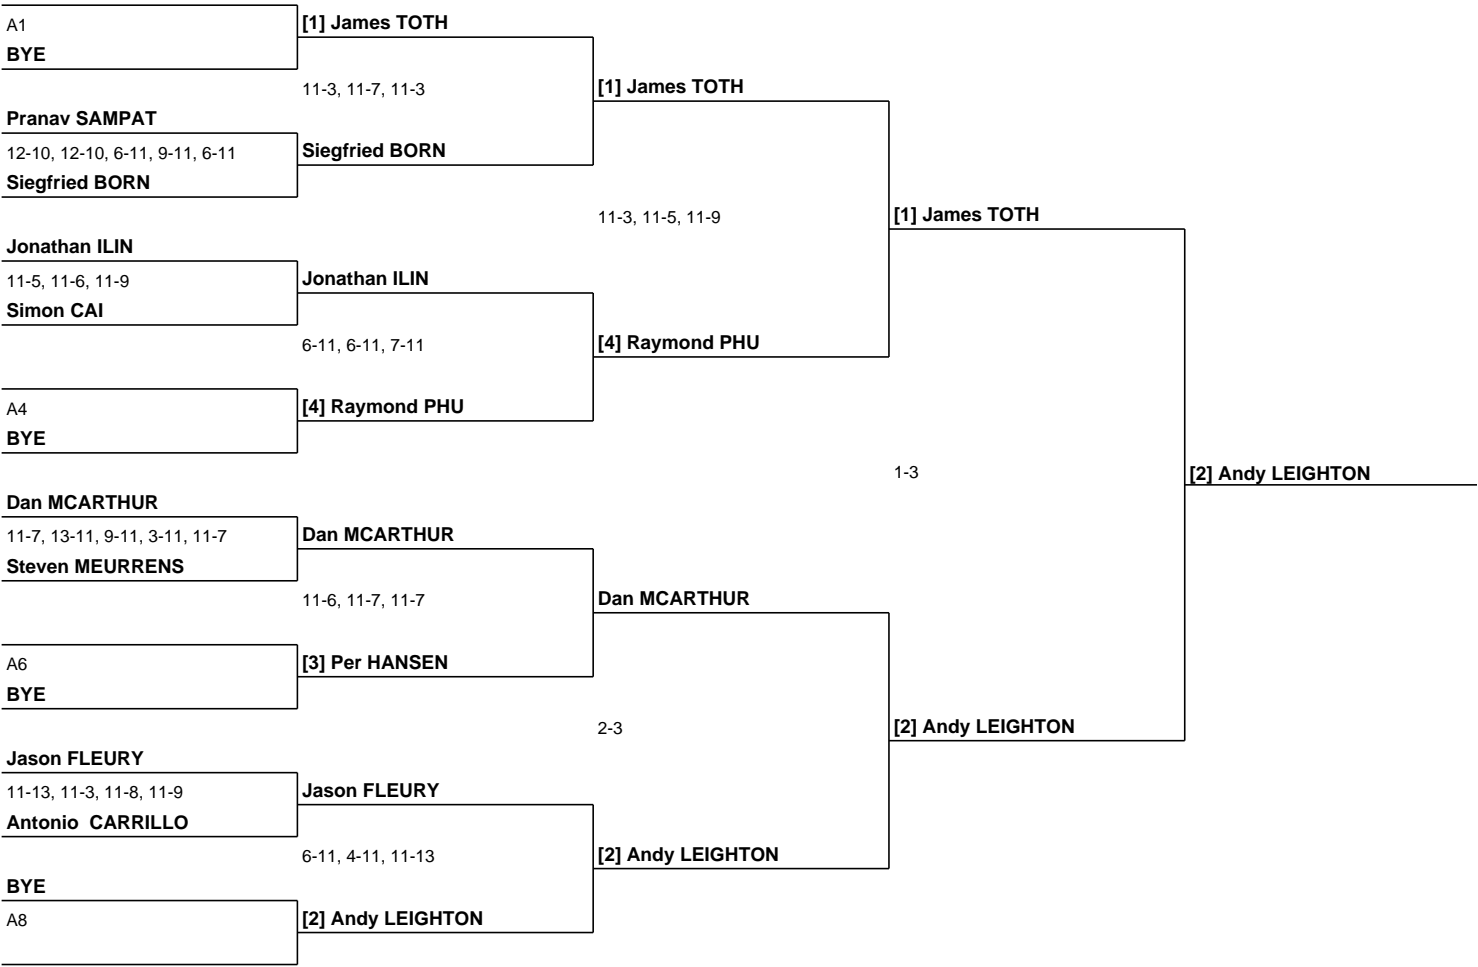 A1
BYE
[1] James TOTH
11-3, 11-7, 11-3
[1] James TOTH
Pranav SAMPAT
12-10, 12-10, 6-11, 9-11, 6-11
Siegfried BORN
Siegfried BORN
11-3, 11-5, 11-9
[1] James TOTH
Jonathan ILIN
11-5, 11-6, 11-9
Simon CAI
Jonathan ILIN
6-11, 6-11, 7-11
[4] Raymond PHU
A4
BYE
[4] Raymond PHU
1-3
[2] Andy LEIGHTON
Dan MCARTHUR
11-7, 13-11, 9-11, 3-11, 11-7
Steven MEURRENS
Dan MCARTHUR
11-6, 11-7, 11-7
Dan MCARTHUR
A6
BYE
[3] Per HANSEN
2-3
[2] Andy LEIGHTON
Jason FLEURY
11-13, 11-3, 11-8, 11-9
Antonio  CARRILLO
Jason FLEURY
6-11, 4-11, 11-13
[2] Andy LEIGHTON
BYE
A8
[2] Andy LEIGHTON